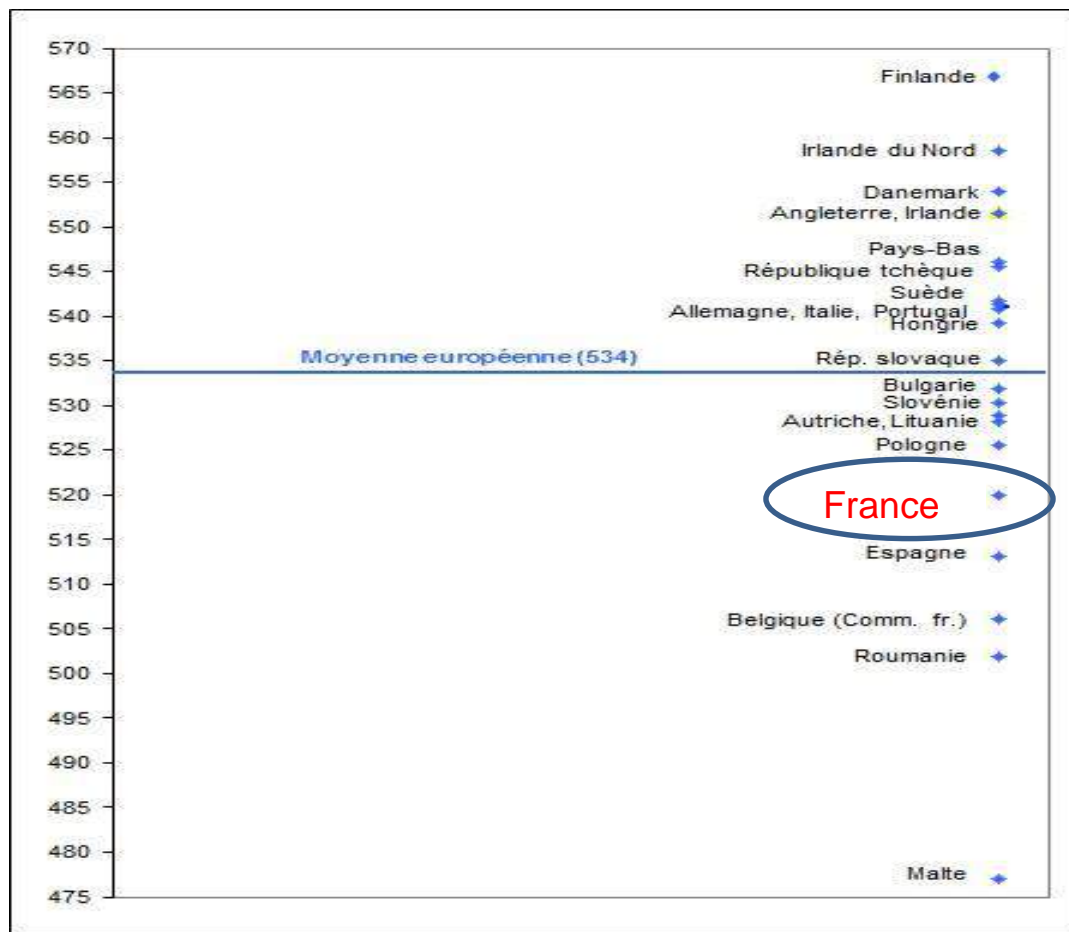 570
Finlande
565
560
Irlande du Nord
555
Danemark
Angleterre, Irlande
550
Pays-Bas
545
République tchèque
Suède
Allemagne, Italie, Portugal
540
Hongrie
535
Moyenne européenne (534)
Rép. slovaque
Bulgarie
530
Slovénie
Autriche, Lituanie
525
Pologne
520
France
515
Espagne
510
505
Belgique (Comm. fr.)
Roumanie
500
495
490
485
480
Malte
475